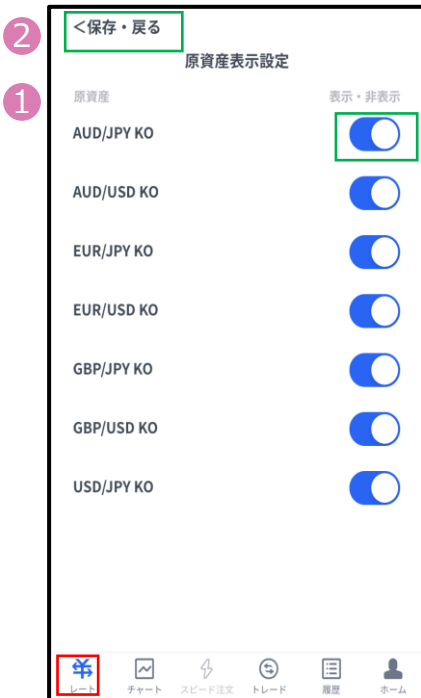 2
<保存・戻る
原資産表示設定
1
原資産 表示・非表示
AUD/JPY KO
AUD/USD KO
EUR/JPY KO
EUR/USD KO
GBP/JPY KO
GBP/USD KO
USD/JPY KO
レート チャート スピード注文 トレード 履歴 ホーム